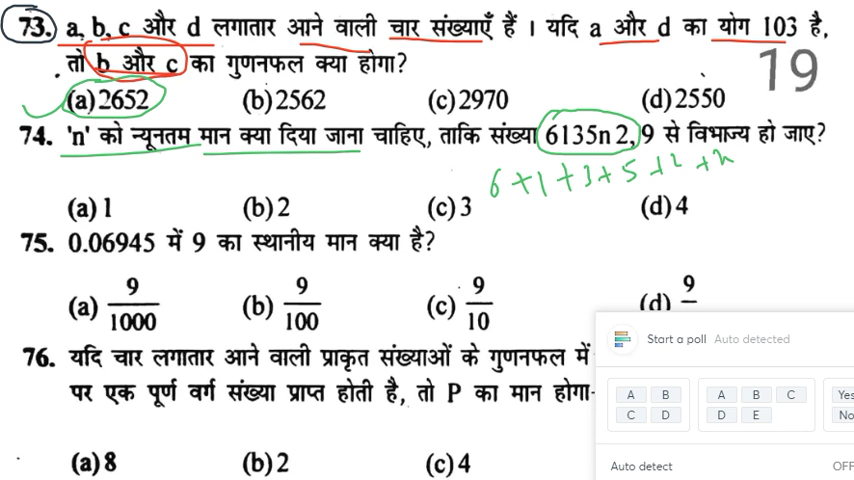 73. a, b, c और d लगातार आने वाली चार संख्याएँ हैं । यदि a और d का योग 103 है,
तो b और c का गुणनफल क्या होगा?
19
(a) 2652 (b) 2562 (c) 2970 (d) 2550
74. 'n' को न्यूनतम मान क्या दिया जाना चाहिए, ताकि संख्या 6135n2, 9 से विभाज्य हो जाए?
6+1+3+5+2+n
(a) 1 (b) 2 (c) 3 (d) 4
75. 0.06945 में 9 का स्थानीय मान क्या है?
(a) 9/1000 (b) 9/100 (c) 9/10 (d) 9
76. यदि चार लगातार आने वाली प्राकृत संख्याओं के गुणनफल में
पर एक पूर्ण वर्ग संख्या प्राप्त होती है, तो P का मान होगा-
(a) 8 (b) 2 (c) 4
Start a poll Auto detected
A B A B C Yes
C D D E No
Auto detect OFF